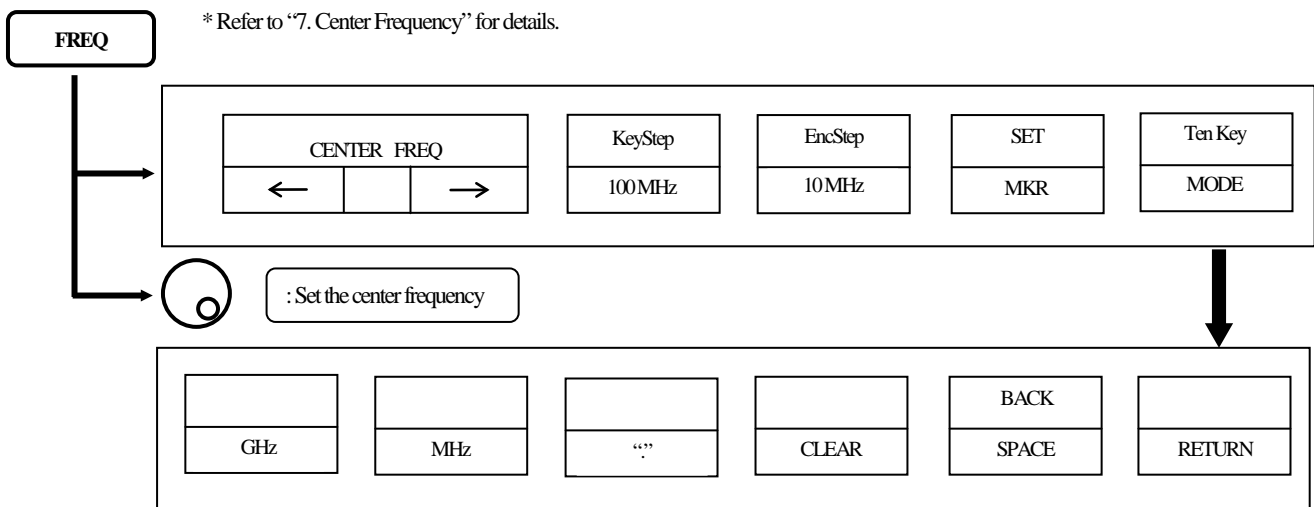 * Refer to “7. Center Frequency” for details.
FREQ
CENTER FREQ
← →
KeyStep
100 MHz
EncStep
10 MHz
SET
MKR
Ten Key
MODE
: Set the center frequency
GHz
MHz
“.”
CLEAR
BACK
SPACE
RETURN